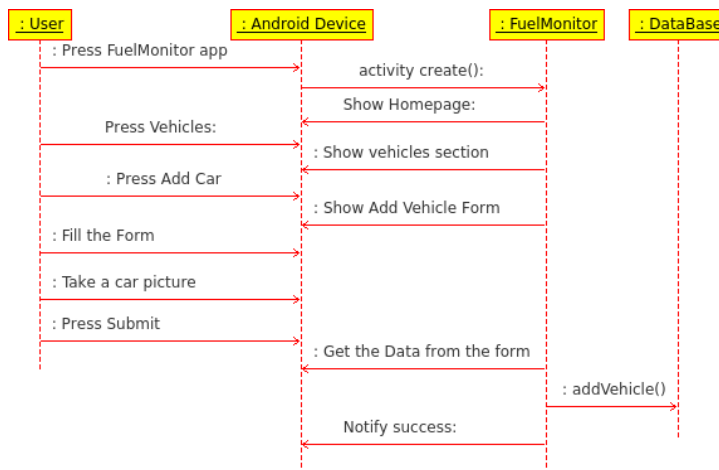 : User
: Android Device
: FuelMonitor
: DataBase
: Press FuelMonitor app
activity create():
Show Homepage:
Press Vehicles:
: Show vehicles section
: Press Add Car
: Show Add Vehicle Form
: Fill the Form
: Take a car picture
: Press Submit
: Get the Data from the form
: addVehicle()
Notify success: